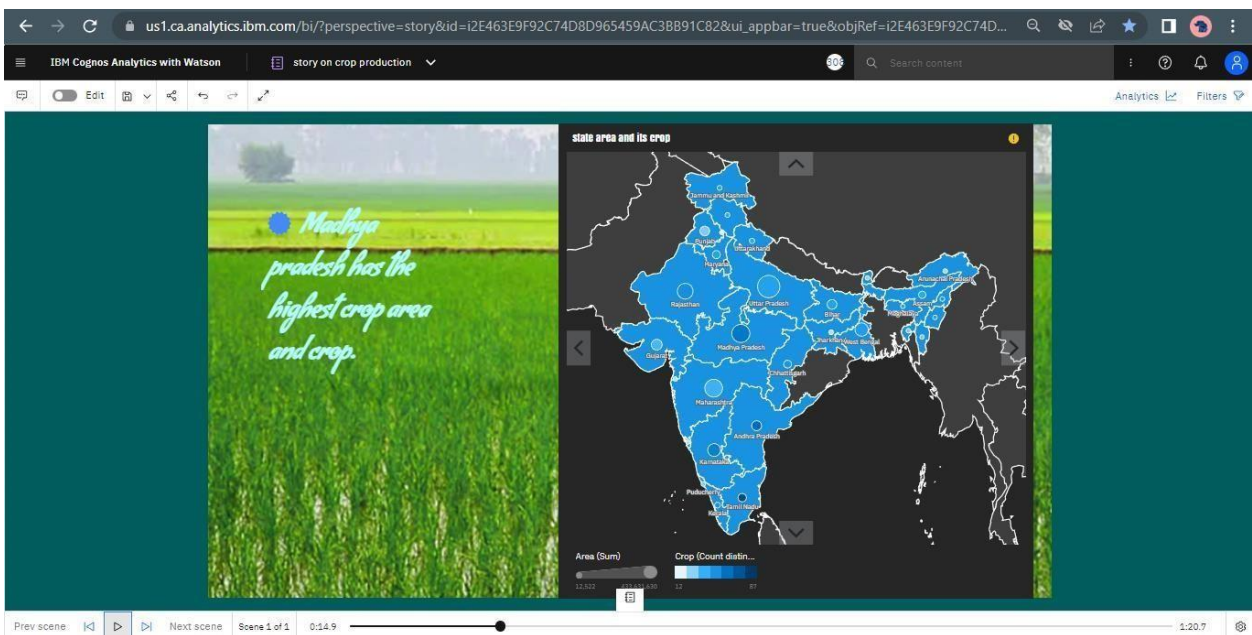 us1.ca.analytics.ibm.com/bi/?perspective=story&id=i2E463E9F92C74D8D965459AC3BB91C82&ui_appbar=true&objRef=i2E463E9F92C74D...
IBM Cognos Analytics with Watson
story on crop production
Search content
Edit
Analytics
Filters
Madhya
pradesh has the
highest crop area
and crop.
state area and its crop
Jammu and Kashmir
Punjab
Uttarakhand
Haryana
Arunachal Pradesh
Rajasthan
Uttar Pradesh
Assam
Bihar
Meghalaya
Gujarat
Madhya Pradesh
Jharkhand
West Bengal
Chhattisgarh
Maharashtra
Andhra Pradesh
Karnataka
Puducherry
Tamil Nadu
Kerala
Area (Sum)
12,522
Crop (Count distin...
12 87
Prev scene
Next scene
Scene 1 of 1
0:14.9
1:20.7